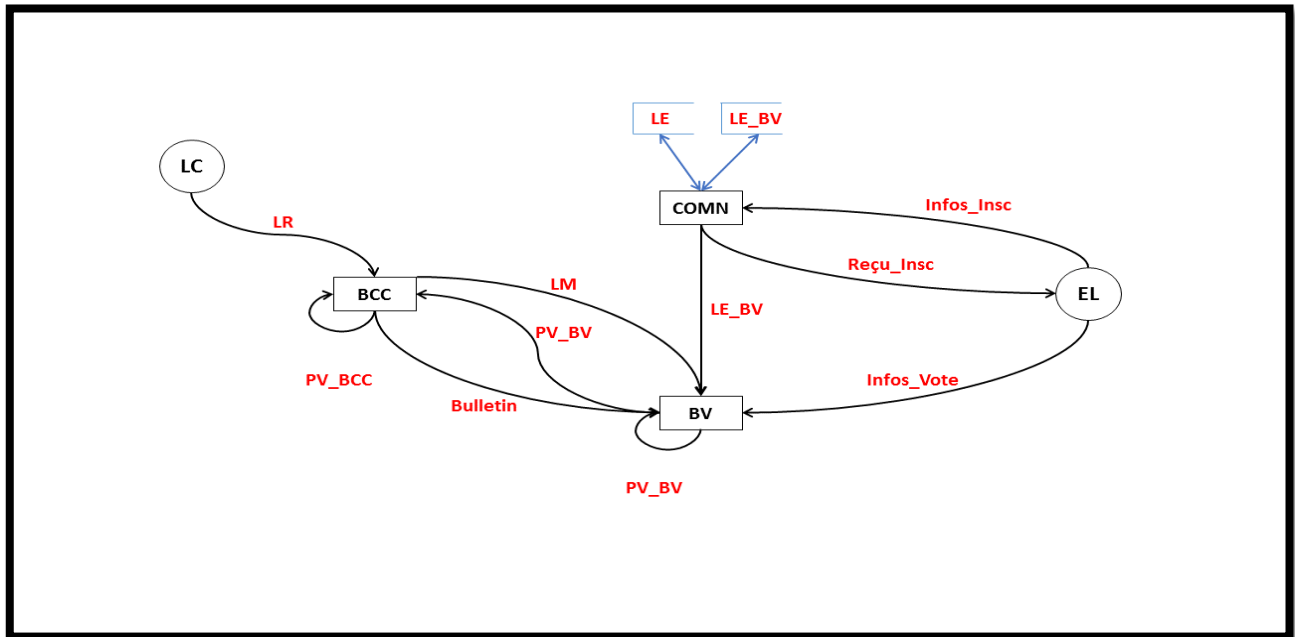 LE
LE_BV
LC
COMN
Infos_Insc
LR
Reçu_Insc
LM
BCC
EL
LE_BV
PV_BV
PV_BCC
Infos_Vote
Bulletin
BV
PV_BV